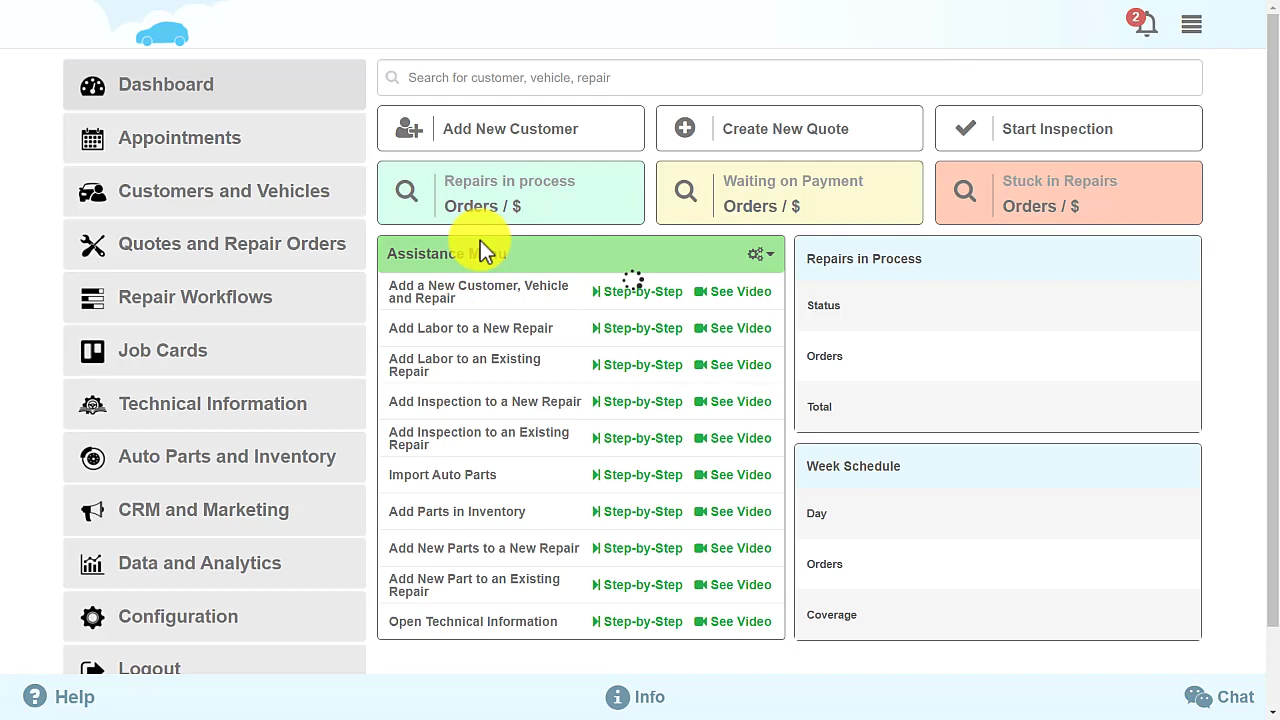 2
Dashboard
Appointments
Customers and Vehicles
Quotes and Repair Orders
Repair Workflows
Job Cards
Technical Information
Auto Parts and Inventory
CRM and Marketing
Data and Analytics
Configuration
Logout
Search for customer, vehicle, repair
Add New Customer
Create New Quote
Start Inspection
Repairs in process
Orders / $
Waiting on Payment
Orders / $
Stuck in Repairs
Orders / $
Assistance Menu
Add a New Customer, Vehicle
and Repair
Step-by-Step See Video
Add Labor to a New Repair Step-by-Step See Video
Add Labor to an Existing
Repair
Step-by-Step See Video
Add Inspection to a New Repair Step-by-Step See Video
Add Inspection to an Existing
Repair
Step-by-Step See Video
Import Auto Parts Step-by-Step See Video
Add Parts in Inventory Step-by-Step See Video
Add New Parts to a New Repair Step-by-Step See Video
Add New Part to an Existing
Repair
Step-by-Step See Video
Open Technical Information Step-by-Step See Video
Repairs in Process
Status
Orders
Total
Week Schedule
Day
Orders
Coverage
Help
Info
Chat